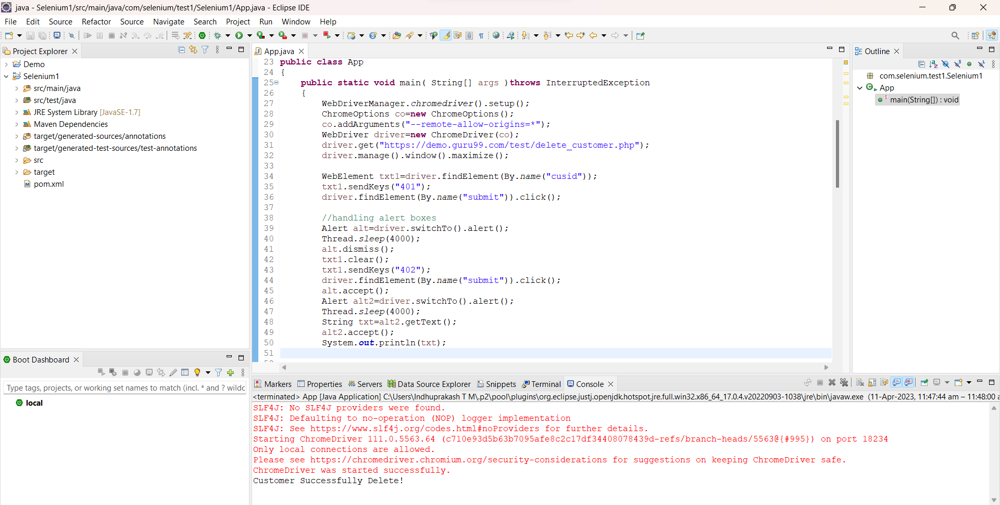 java - Selenium1/src/main/java/com/selenium/test1/Selenium1/App.java - Eclipse IDE
File Edit Source Refactor Source Navigate Search Project Run Window Help
Project Explorer
Demo
Selenium1
src/main/java
src/test/java
JRE System Library [JavaSE-1.7]
Maven Dependencies
target/generated-sources/annotations
target/generated-test-sources/test-annotations
src
target
pom.xml
App.java
23 public class App
24 {
25 public static void main( String[] args )throws InterruptedException
26 {
27 WebDriverManager.chromedriver().setup();
28 ChromeOptions co=new ChromeOptions();
29 co.addArguments("--remote-allow-origins=*");
30 WebDriver driver=new ChromeDriver(co);
31 driver.get("https://demo.guru99.com/test/delete_customer.php");
32 driver.manage().window().maximize();
33
34 WebElement txt1=driver.findElement(By.name("cusid"));
35 txt1.sendKeys("401");
36 driver.findElement(By.name("submit")).click();
37
38 //handling alert boxes
39 Alert alt=driver.switchTo().alert();
40 Thread.sleep(4000);
41 alt.dismiss();
42 txt1.clear();
43 txt1.sendKeys("402");
44 driver.findElement(By.name("submit")).click();
45 alt.accept();
46 Alert alt2=driver.switchTo().alert();
47 Thread.sleep(4000);
48 String txt=alt2.getText();
49 alt2.accept();
50 System.out.println(txt);
51
Outline
com.selenium.test1.Selenium1
App
main(String[]) : void
Boot Dashboard
Type tags, projects, or working set names to match (incl. * and ? wildc
local
Markers Properties Servers Data Source Explorer Snippets Terminal Console
<terminated> App [Java Application] C:\Users\Indhuprakash T M\.p2\pool\plugins\org.eclipse.justj.openjdk.hotspot.jre.full.win32.x86_64_17.0.4.v20220903-1038\jre\bin\javaw.exe (11-Apr-2023, 11:47:44 am – 11:48:00 a
SLF4J: No SLF4J providers were found.
SLF4J: Defaulting to no-operation (NOP) logger implementation
SLF4J: See https://www.slf4j.org/codes.html#noProviders for further details.
Starting ChromeDriver 111.0.5563.64 (c710e93d5b63b7095afe8c2c17df34408078439d-refs/branch-heads/5563@{#995}) on port 18234
Only local connections are allowed.
Please see https://chromedriver.chromium.org/security-considerations for suggestions on keeping ChromeDriver safe.
ChromeDriver was started successfully.
Customer Successfully Delete!